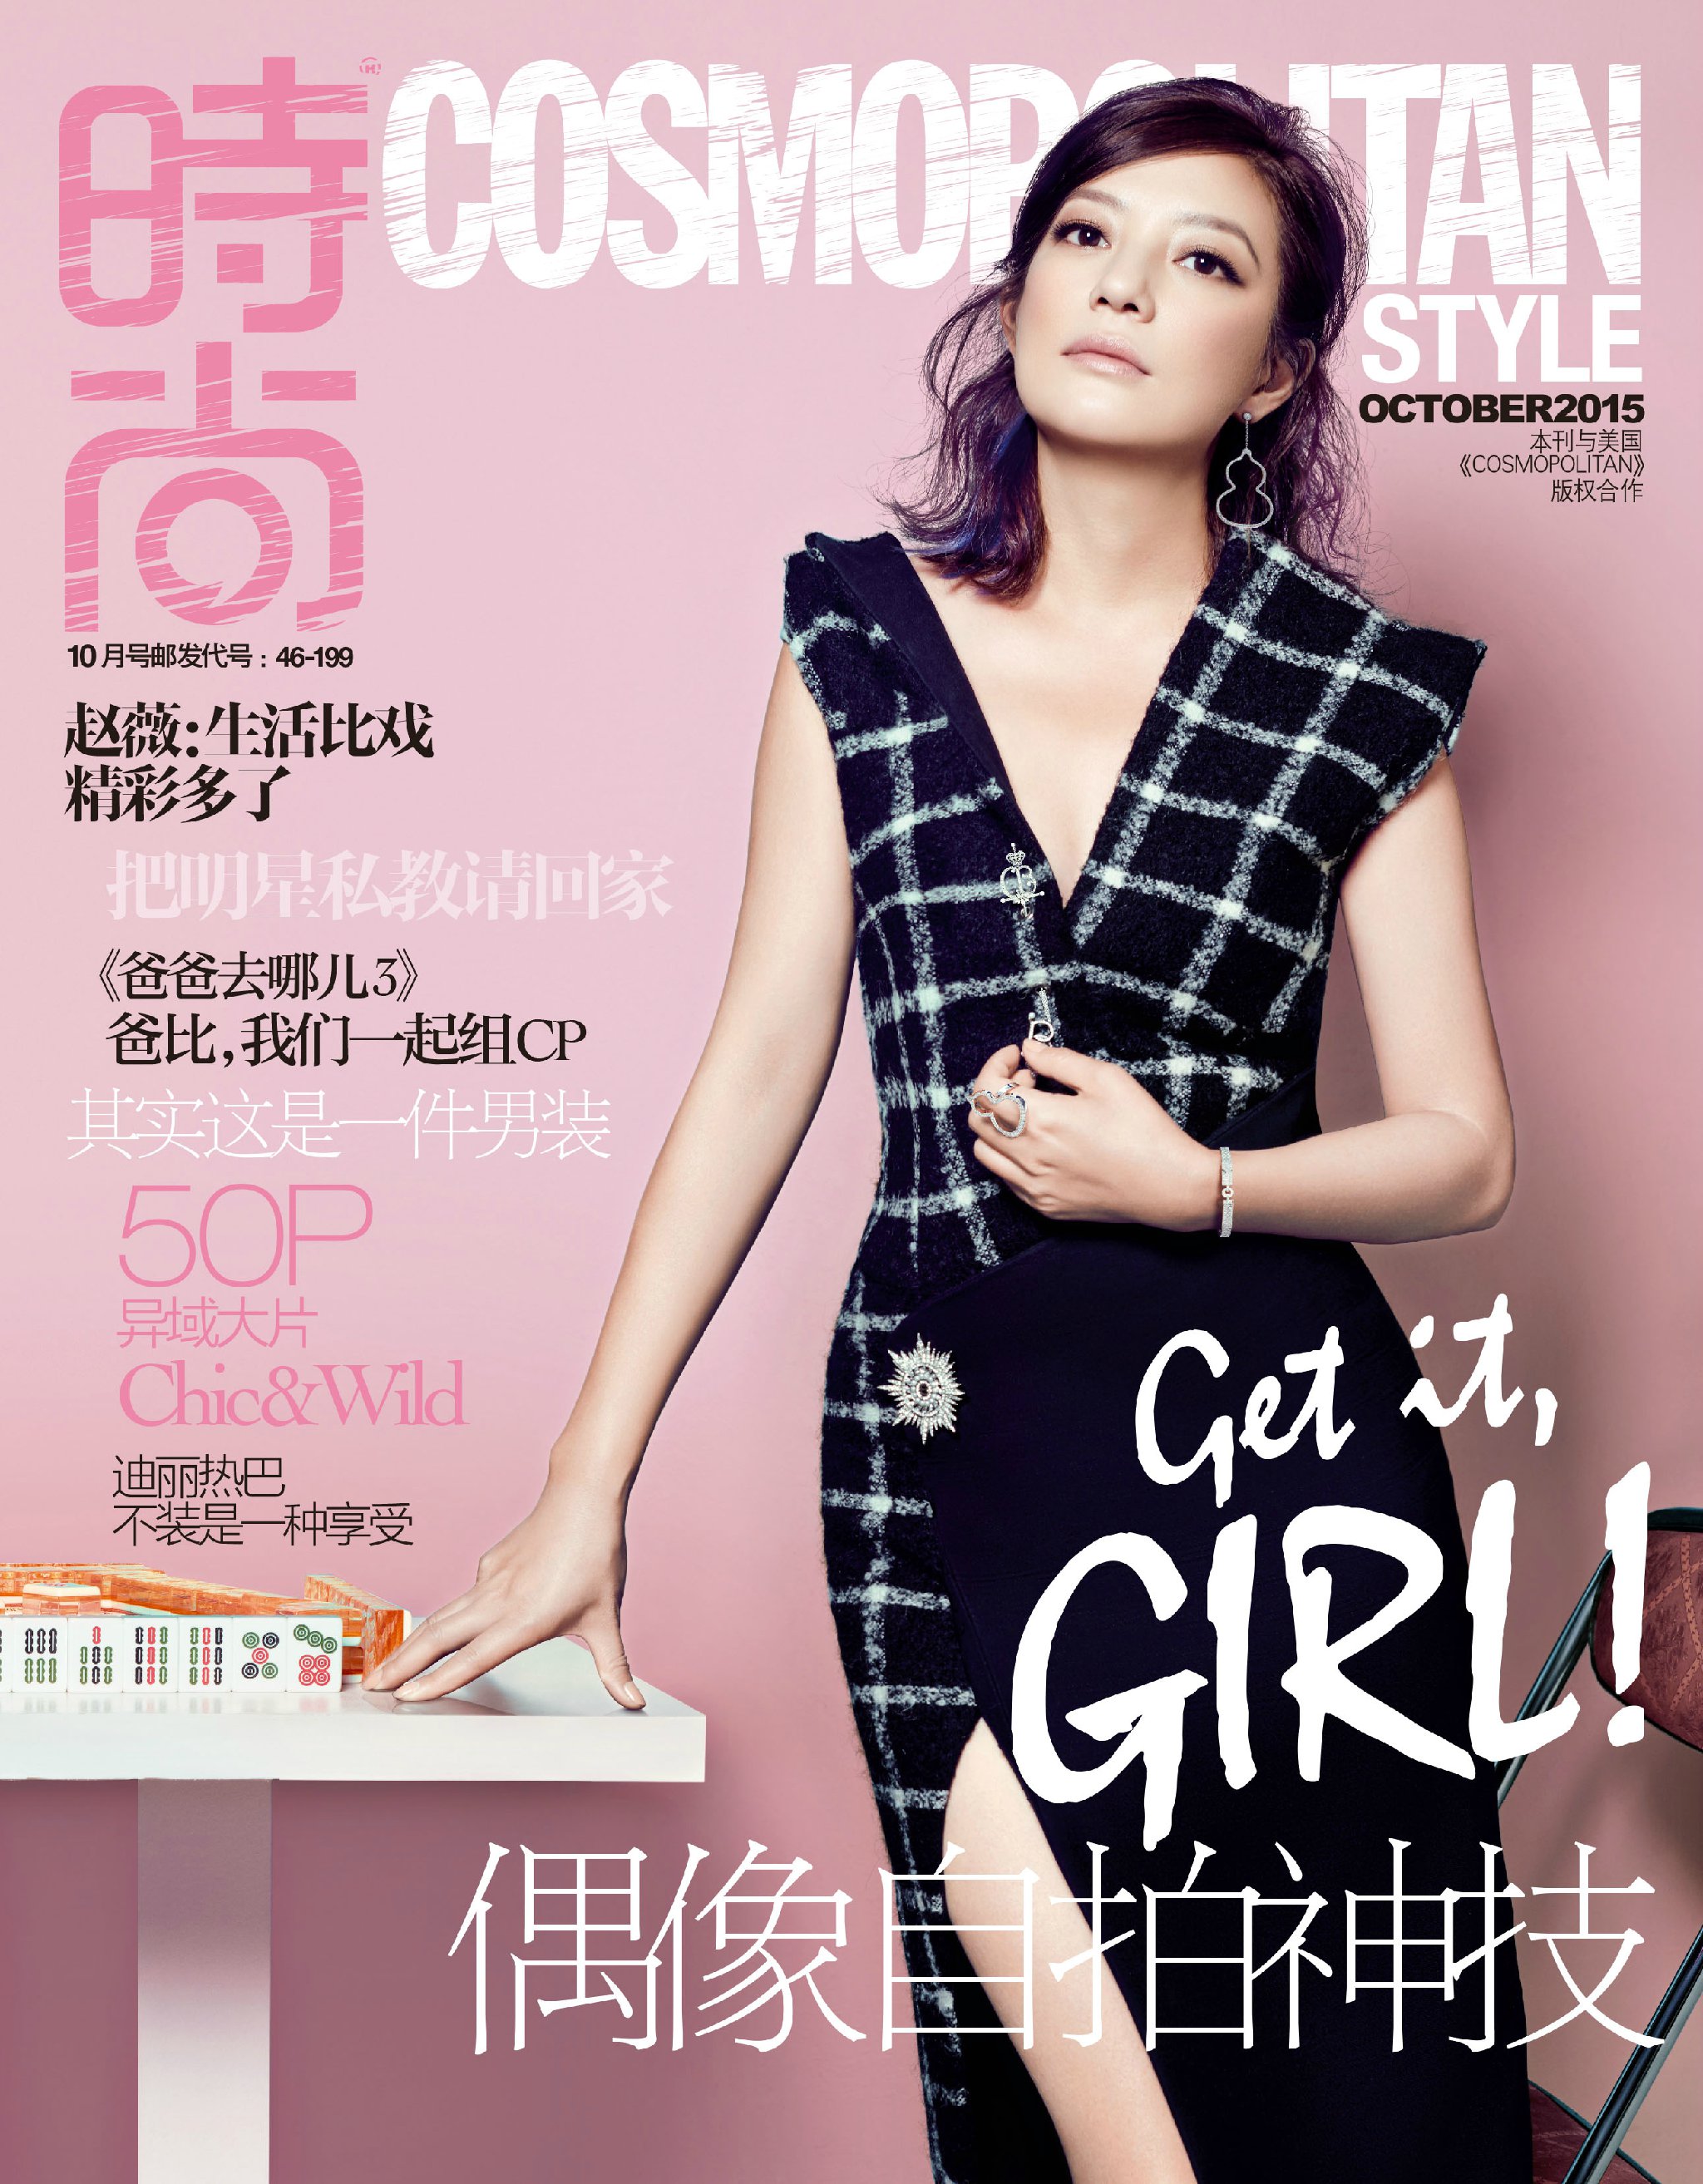 時尚®
COSMOPOLITAN
STYLE
OCTOBER2015
本刊与美国
《COSMOPOLITAN》
版权合作
10月号邮发代号:46-199
赵薇:生活比戏
精彩多了
把明星私教请回家
《爸爸去哪儿3》
爸比,我们一起组CP
其实这是一件男装
50P
异域大片
Chic&Wild
迪丽热巴
不装是一种享受
Get it,
GIRL!
偶像自拍神技